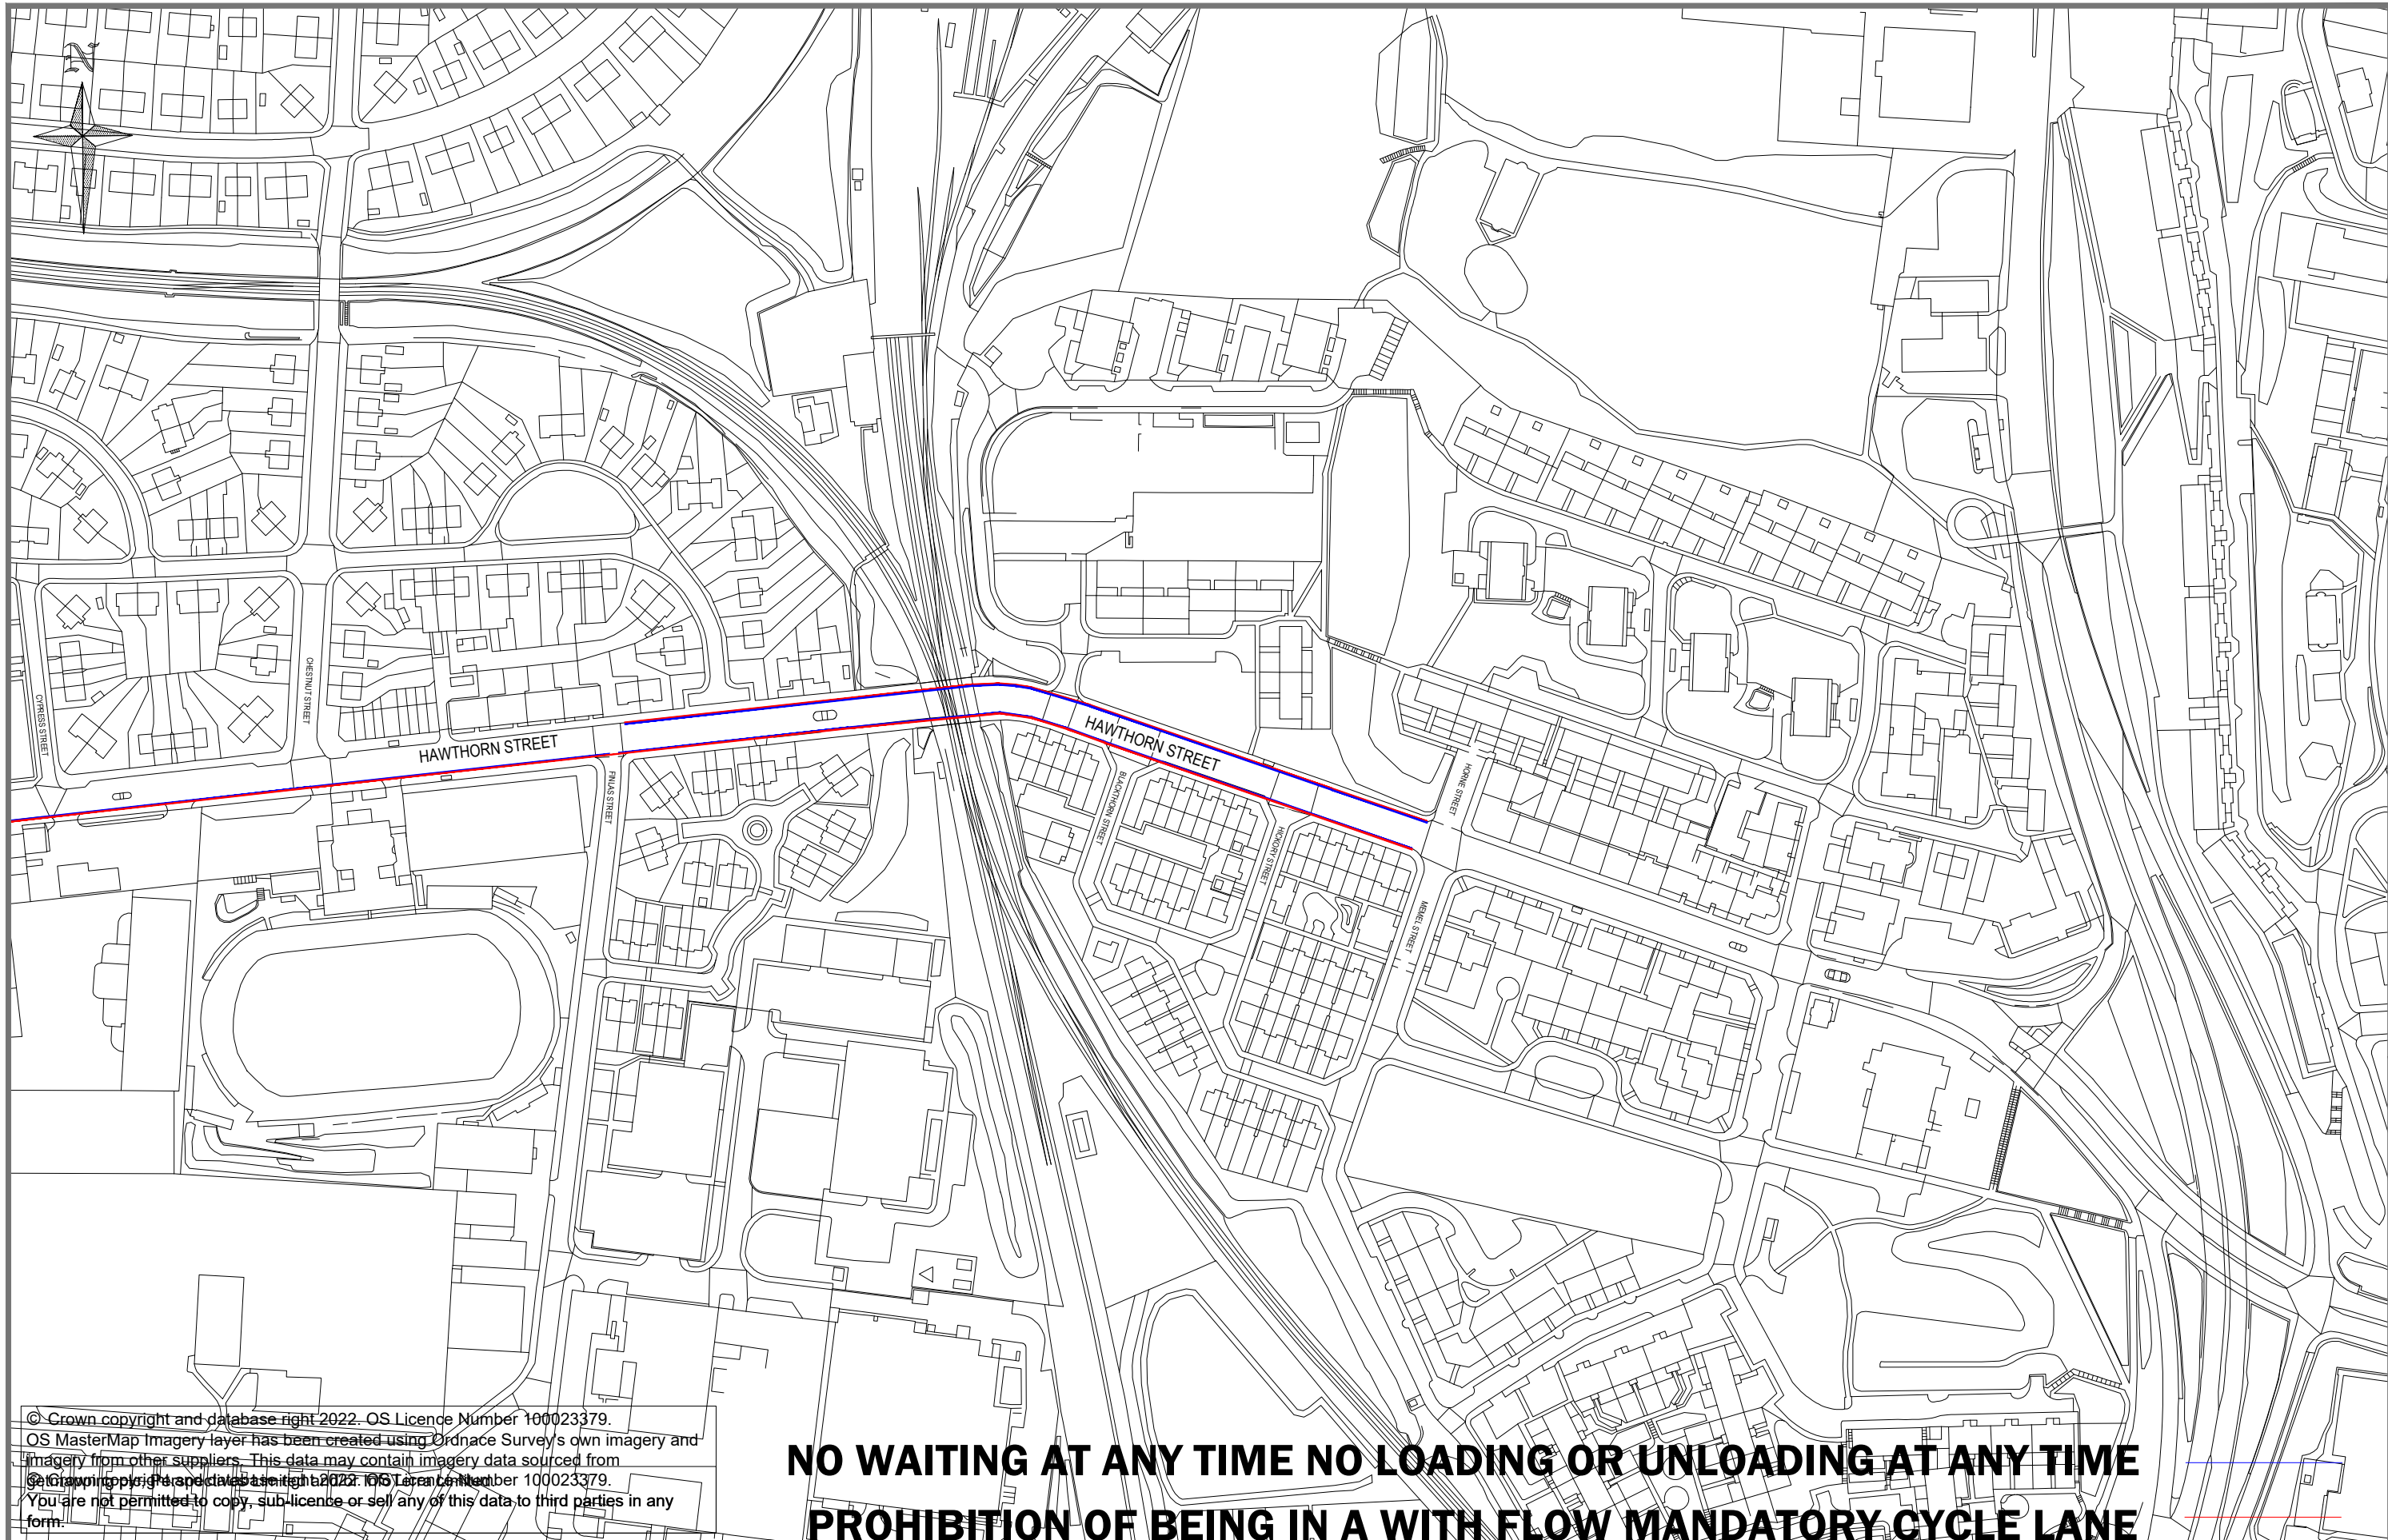 N
CYPRESS STREET
CHESTNUT STREET
HAWTHORN STREET
FINLAS STREET
HAWTHORN STREET
BLACKTHORN STREET
HICKORY STREET
HORNE STREET
MEMEL STREET
© Crown copyright and database right 2022. OS Licence Number 100023379.
OS MasterMap Imagery layer has been created using Ordnace Survey's own imagery and
imagery from other suppliers. This data may contain imagery data sourced from
© Crown copyright and database right 2022. OS Licence Number 100023379.
You are not permitted to copy, sub-licence or sell any of this data to third parties in any
form.
NO WAITING AT ANY TIME NO LOADING OR UNLOADING AT ANY TIME
PROHIBITION OF BEING IN A WITH FLOW MANDATORY CYCLE LANE